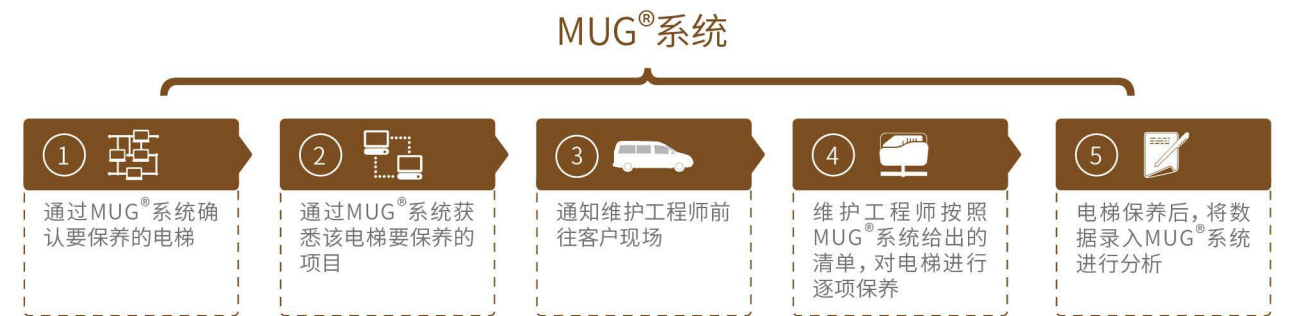 MUG®系统
1
通过MUG®系统确
认要保养的电梯
2
通过MUG®系统获
悉该电梯要保养的
项目
3
通知维护工程师前
往客户现场
4
维护工程师按照
MUG®系统给出的
清单，对电梯进行
逐项保养
5
电梯保养后，将数
据录入MUG®系统
进行分析